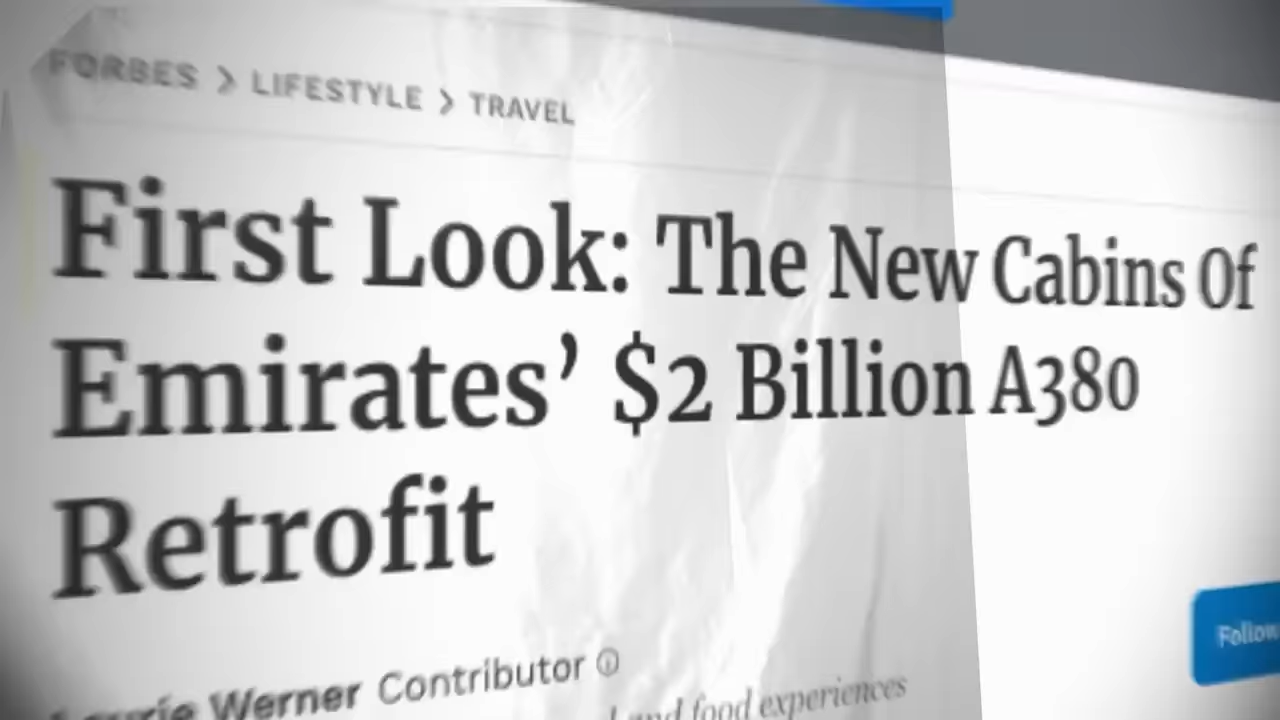 FORBES > LIFESTYLE > TRAVEL
First Look: The New Cabins Of
Emirates’ $2 Billion A380
Retrofit
Werner Contributor
and food experiences
Follow